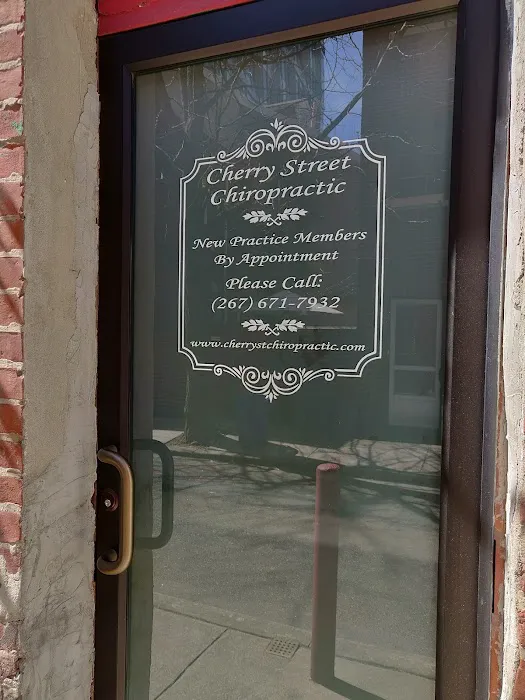 Cherry Street
Chiropractic
New Practice Members
By Appointment
Please Call:
(267) 671-7932
www.cherrystchiropractic.com